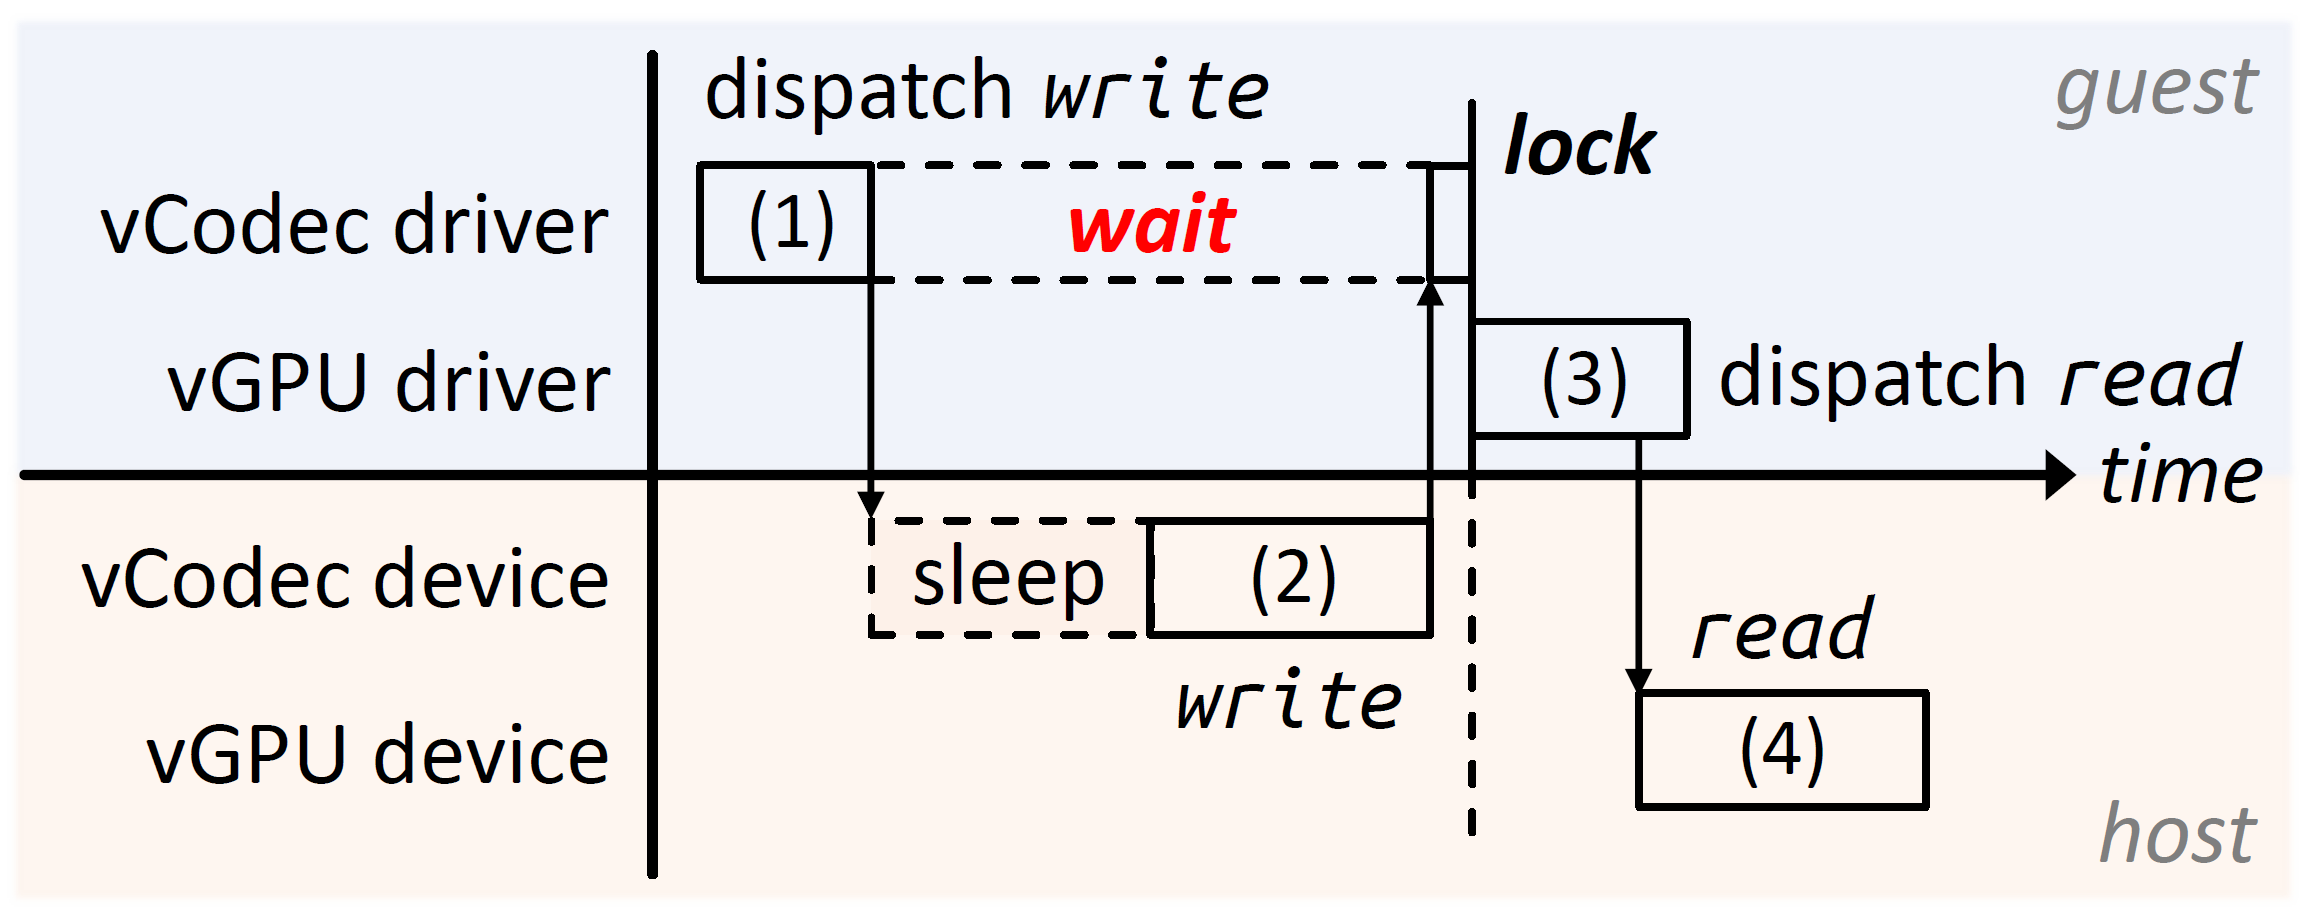 dispatch write
guest
lock
vCodec driver
(1)
wait
vGPU driver
(3)
dispatch read
time
vCodec device
sleep
(2)
read
write
vGPU device
(4)
host